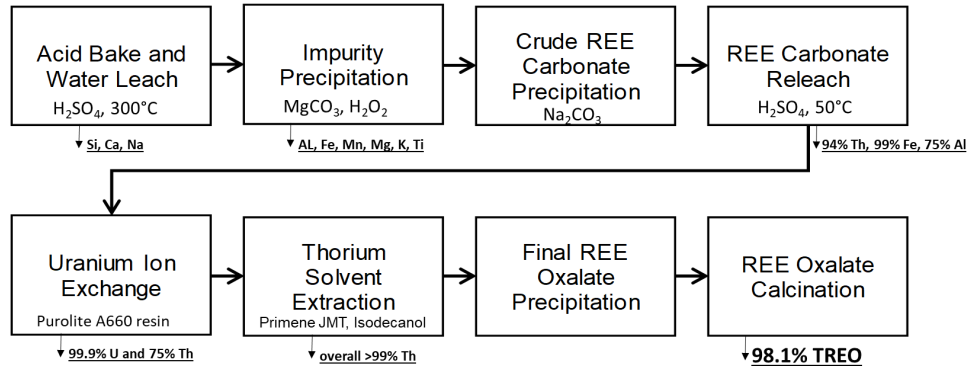 Acid Bake and
Water Leach
H₂SO₄, 300°C
Si, Ca, Na
Impurity
Precipitation
MgCO₃, H₂O₂
AL, Fe, Mn, Mg, K, Ti
Crude REE
Carbonate
Precipitation
Na₂CO₃
REE Carbonate
Releach
H₂SO₄, 50°C
94% Th, 99% Fe, 75% Al
Uranium Ion
Exchange
Purolite A660 resin
99.9% U and 75% Th
Thorium
Solvent
Extraction
Primene JMT, Isodecanol
overall >99% Th
Final REE
Oxalate
Precipitation
REE Oxalate
Calcination
98.1% TREO